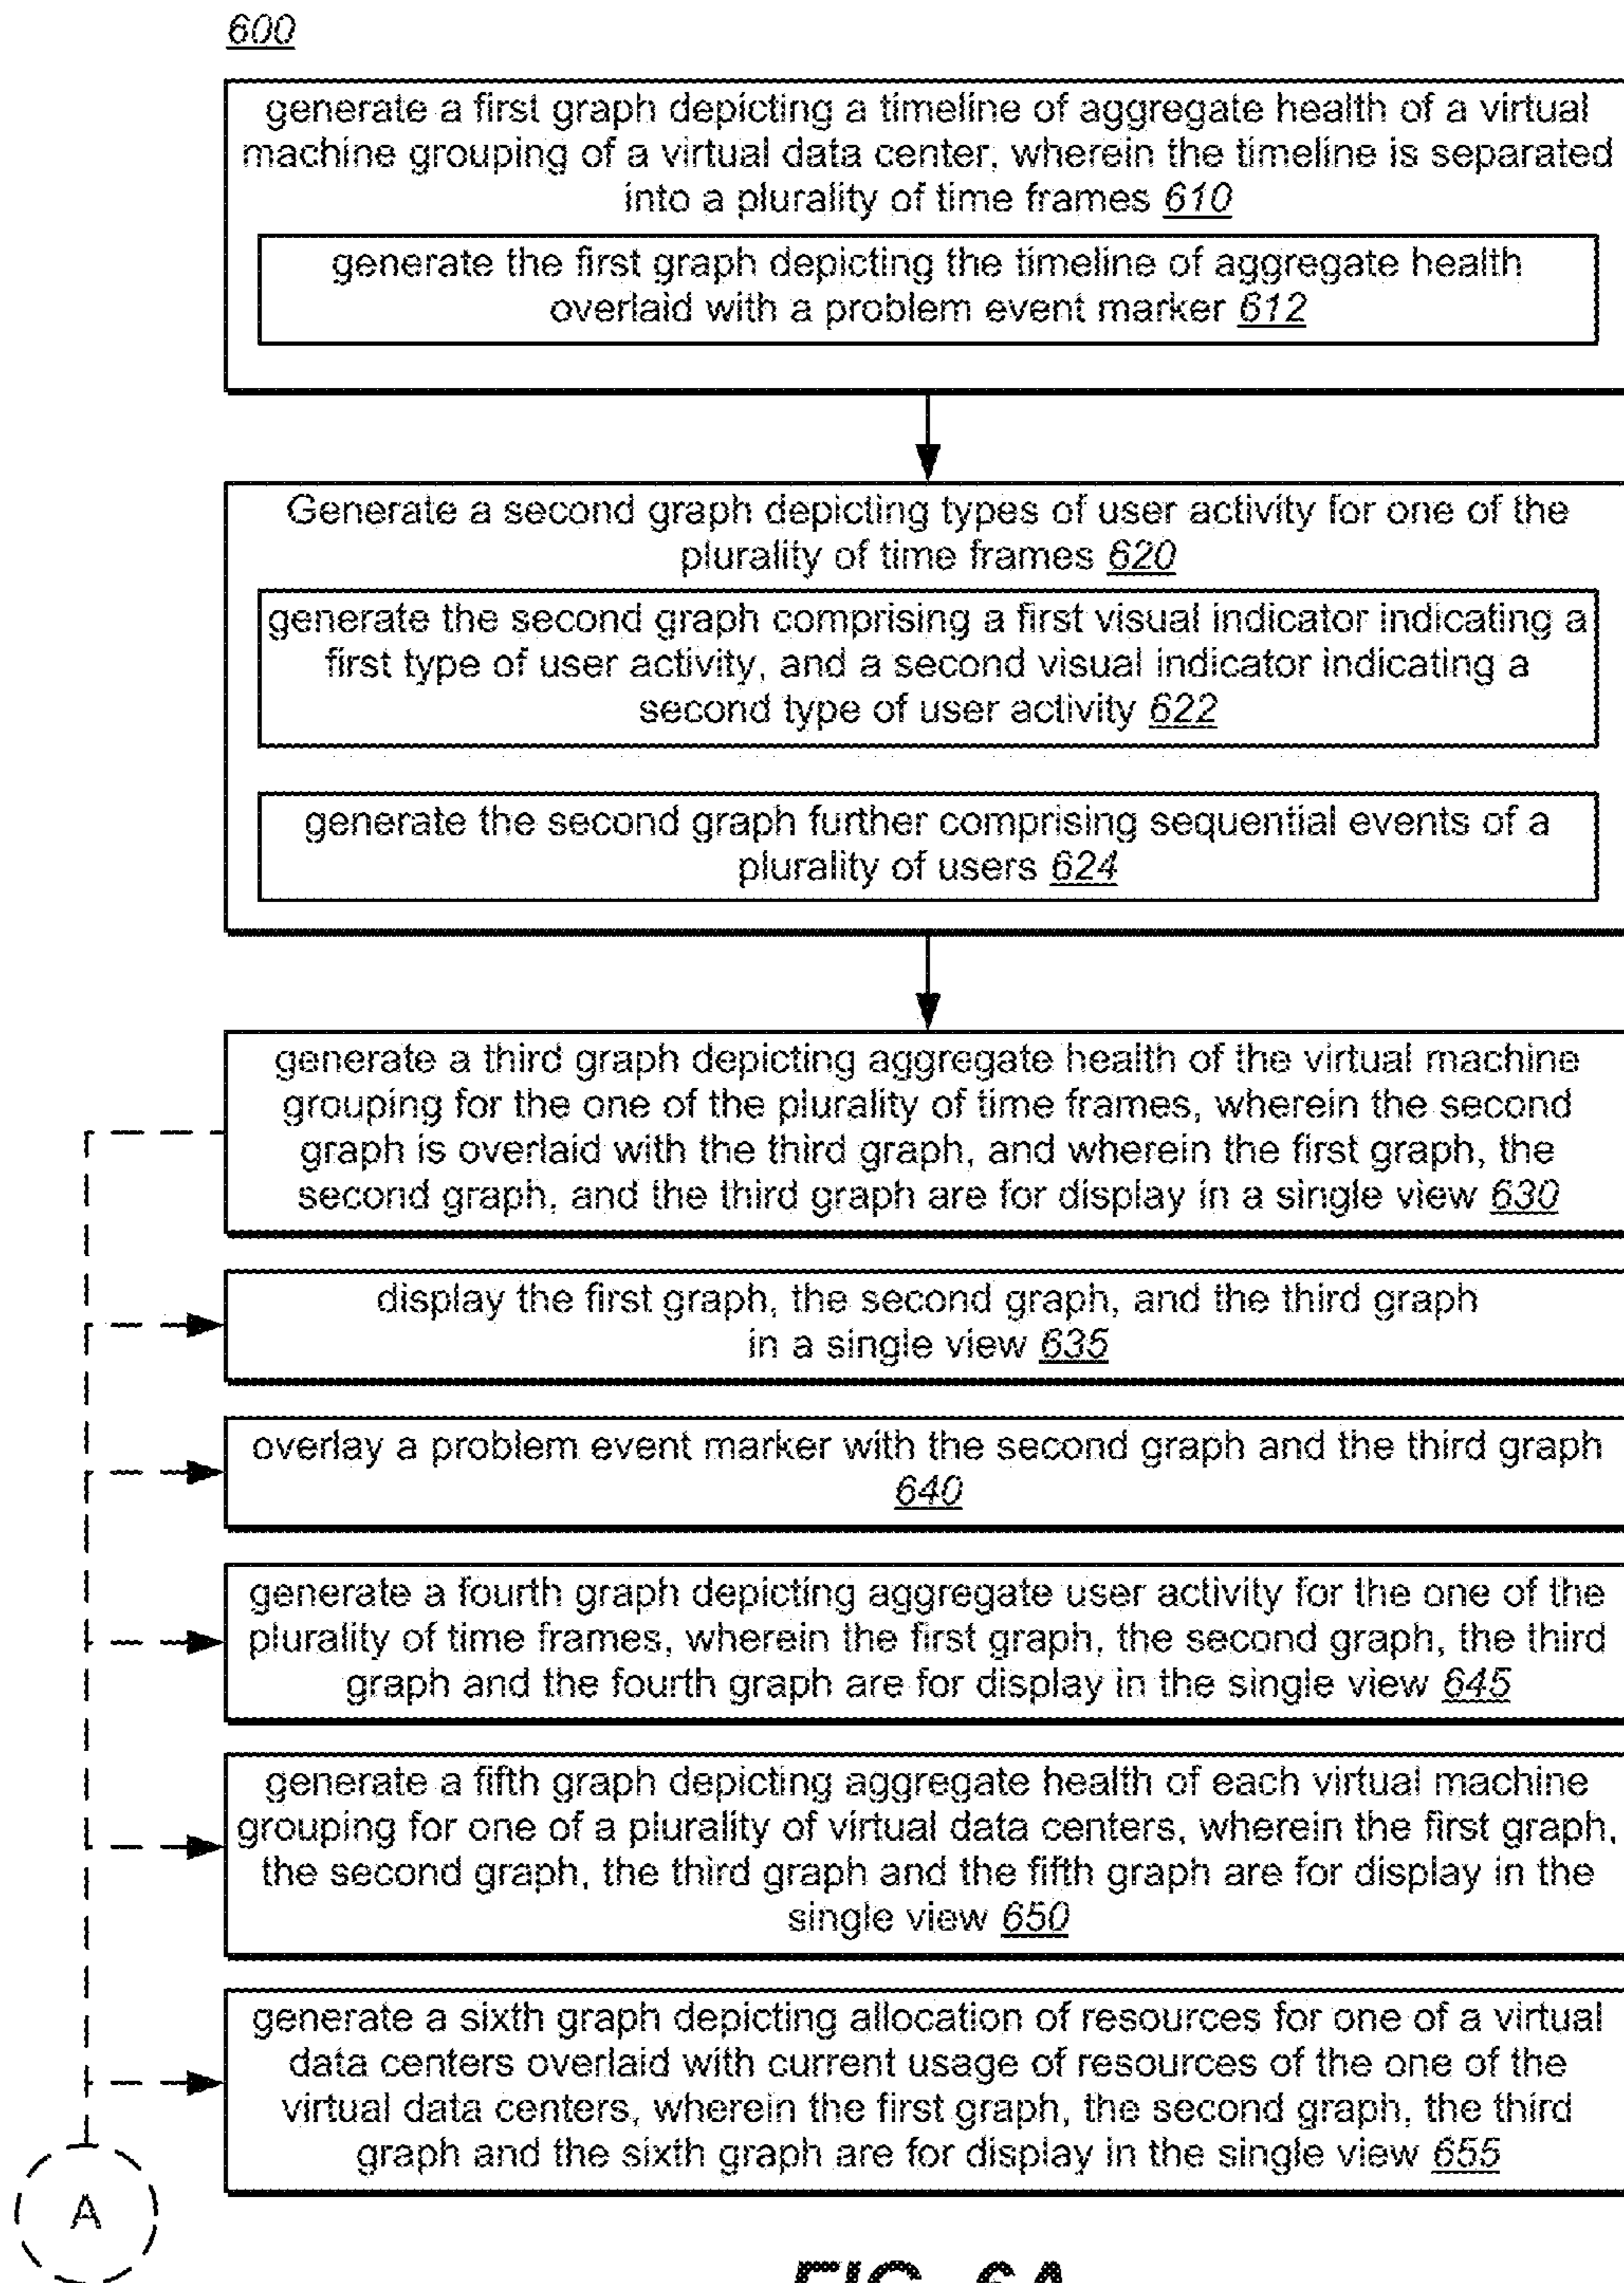 600
generate a first graph depicting a timeline of aggregate health of a virtual
machine grouping of a virtual data center, wherein the timeline is separated
into a plurality of time frames 610
generate the first graph depicting the timeline of aggregate health
overlaid with a problem event marker 612
Generate a second graph depicting types of user activity for one of the
plurality of time frames 620
generate the second graph comprising a first visual indicator indicating a
first type of user activity, and a second visual indicator indicating a
second type of user activity 622
generate the second graph further comprising sequential events of a
plurality of users 624
generate a third graph depicting aggregate health of the virtual machine
grouping for the one of the plurality of time frames, wherein the second
graph is overlaid with the third graph, and wherein the first graph, the
second graph, and the third graph are for display in a single view 630
display the first graph, the second graph, and the third graph
in a single view 635
overlay a problem event marker with the second graph and the third graph
640
generate a fourth graph depicting aggregate user activity for the one of the
plurality of time frames, wherein the first graph, the second graph, the third
graph and the fourth graph are for display in the single view 645
generate a fifth graph depicting aggregate health of each virtual machine
grouping for one of a plurality of virtual data centers, wherein the first graph,
the second graph, the third graph and the fifth graph are for display in the
single view 650
generate a sixth graph depicting allocation of resources for one of a virtual
data centers overlaid with current usage of resources of the one of the
virtual data centers, wherein the first graph, the second graph, the third
graph and the sixth graph are for display in the single view 655
A
FIG. 6A